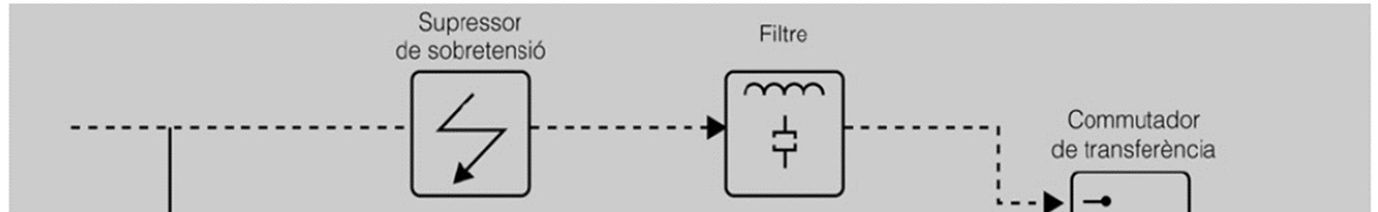 Supressor
de sobretensió
Filtre
Commutador
de transferència